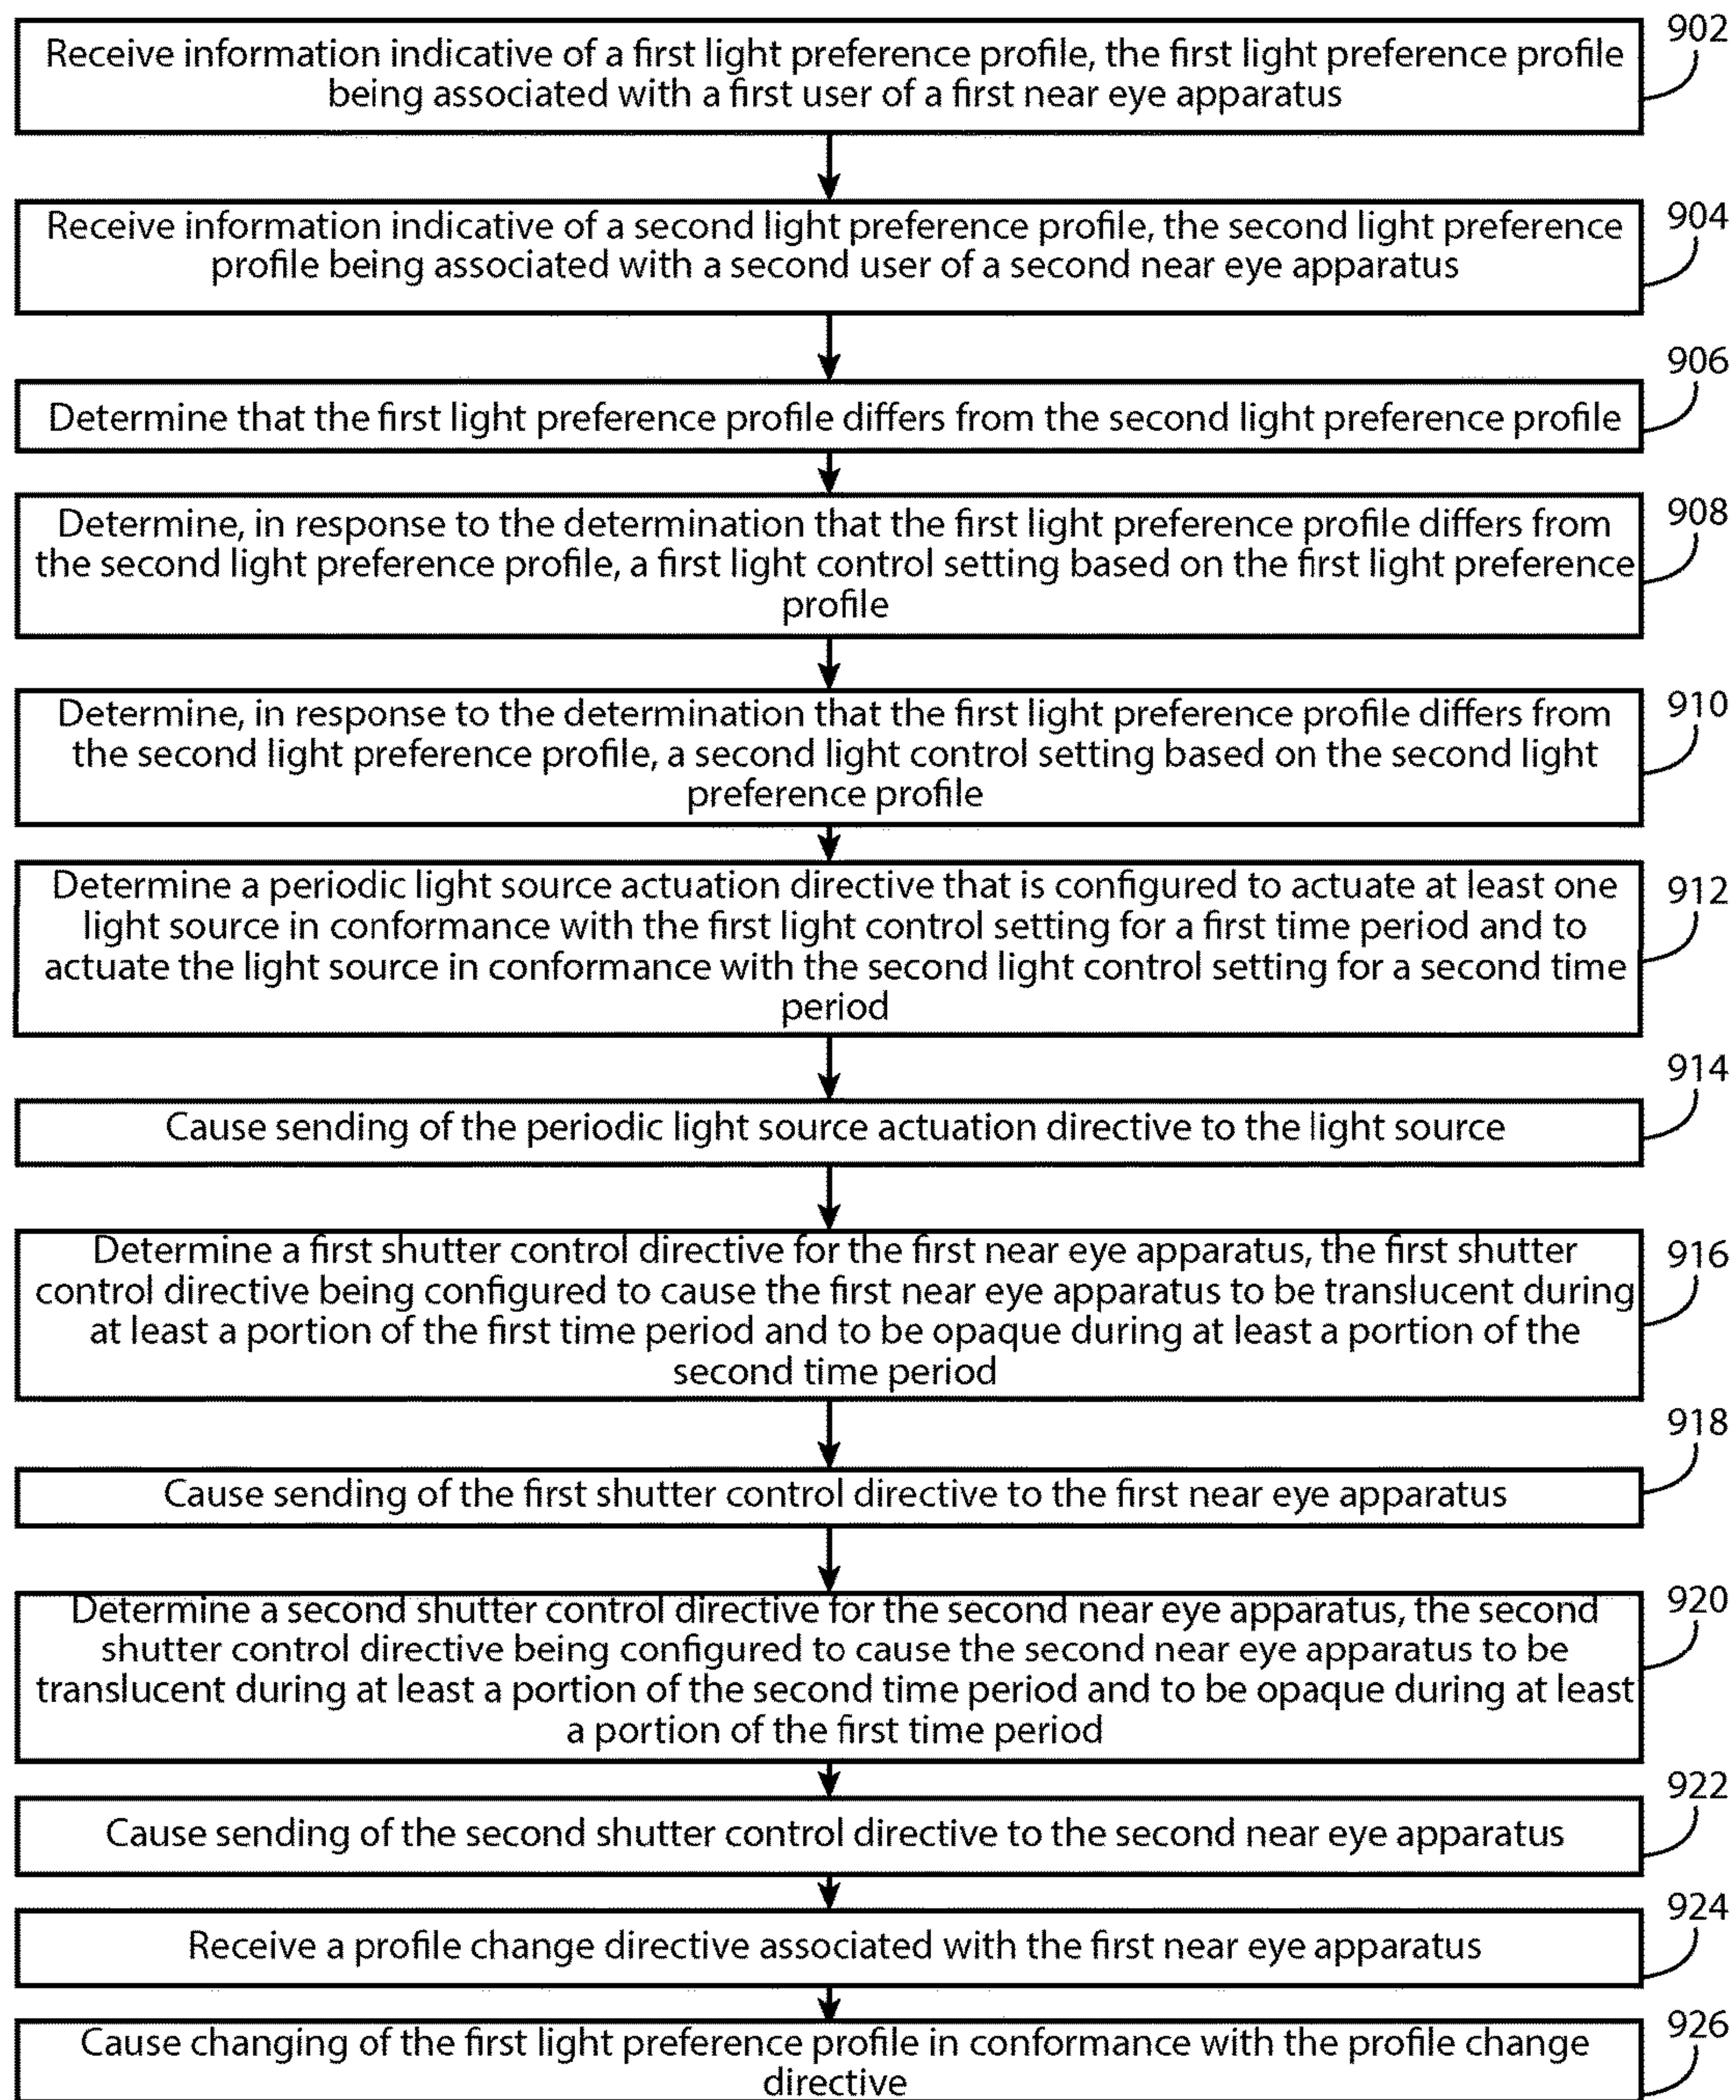 902
Receive information indicative of a first light preference profile, the first light preference profile
being associated with a first user of a first near eye apparatus
904
Receive information indicative of a second light preference profile, the second light preference
profile being associated with a second user of a second near eye apparatus
906
Determine that the first light preference profile differs from the second light preference profile
908
Determine, in response to the determination that the first light preference profile differs from
the second light preference profile, a first light control setting based on the first light preference
profile
910
Determine, in response to the determination that the first light preference profile differs from
the second light preference profile, a second light control setting based on the second light
preference profile
912
Determine a periodic light source actuation directive that is configured to actuate at least one
light source in conformance with the first light control setting for a first time period and to
actuate the light source in conformance with the second light control setting for a second time
period
914
Cause sending of the periodic light source actuation directive to the light source
916
Determine a first shutter control directive for the first near eye apparatus, the first shutter
control directive being configured to cause the first near eye apparatus to be translucent during
at least a portion of the first time period and to be opaque during at least a portion of the
second time period
918
Cause sending of the first shutter control directive to the first near eye apparatus
920
Determine a second shutter control directive for the second near eye apparatus, the second
shutter control directive being configured to cause the second near eye apparatus to be
translucent during at least a portion of the second time period and to be opaque during at least
a portion of the first time period
922
Cause sending of the second shutter control directive to the second near eye apparatus
924
Receive a profile change directive associated with the first near eye apparatus
926
Cause changing of the first light preference profile in conformance with the profile change
directive